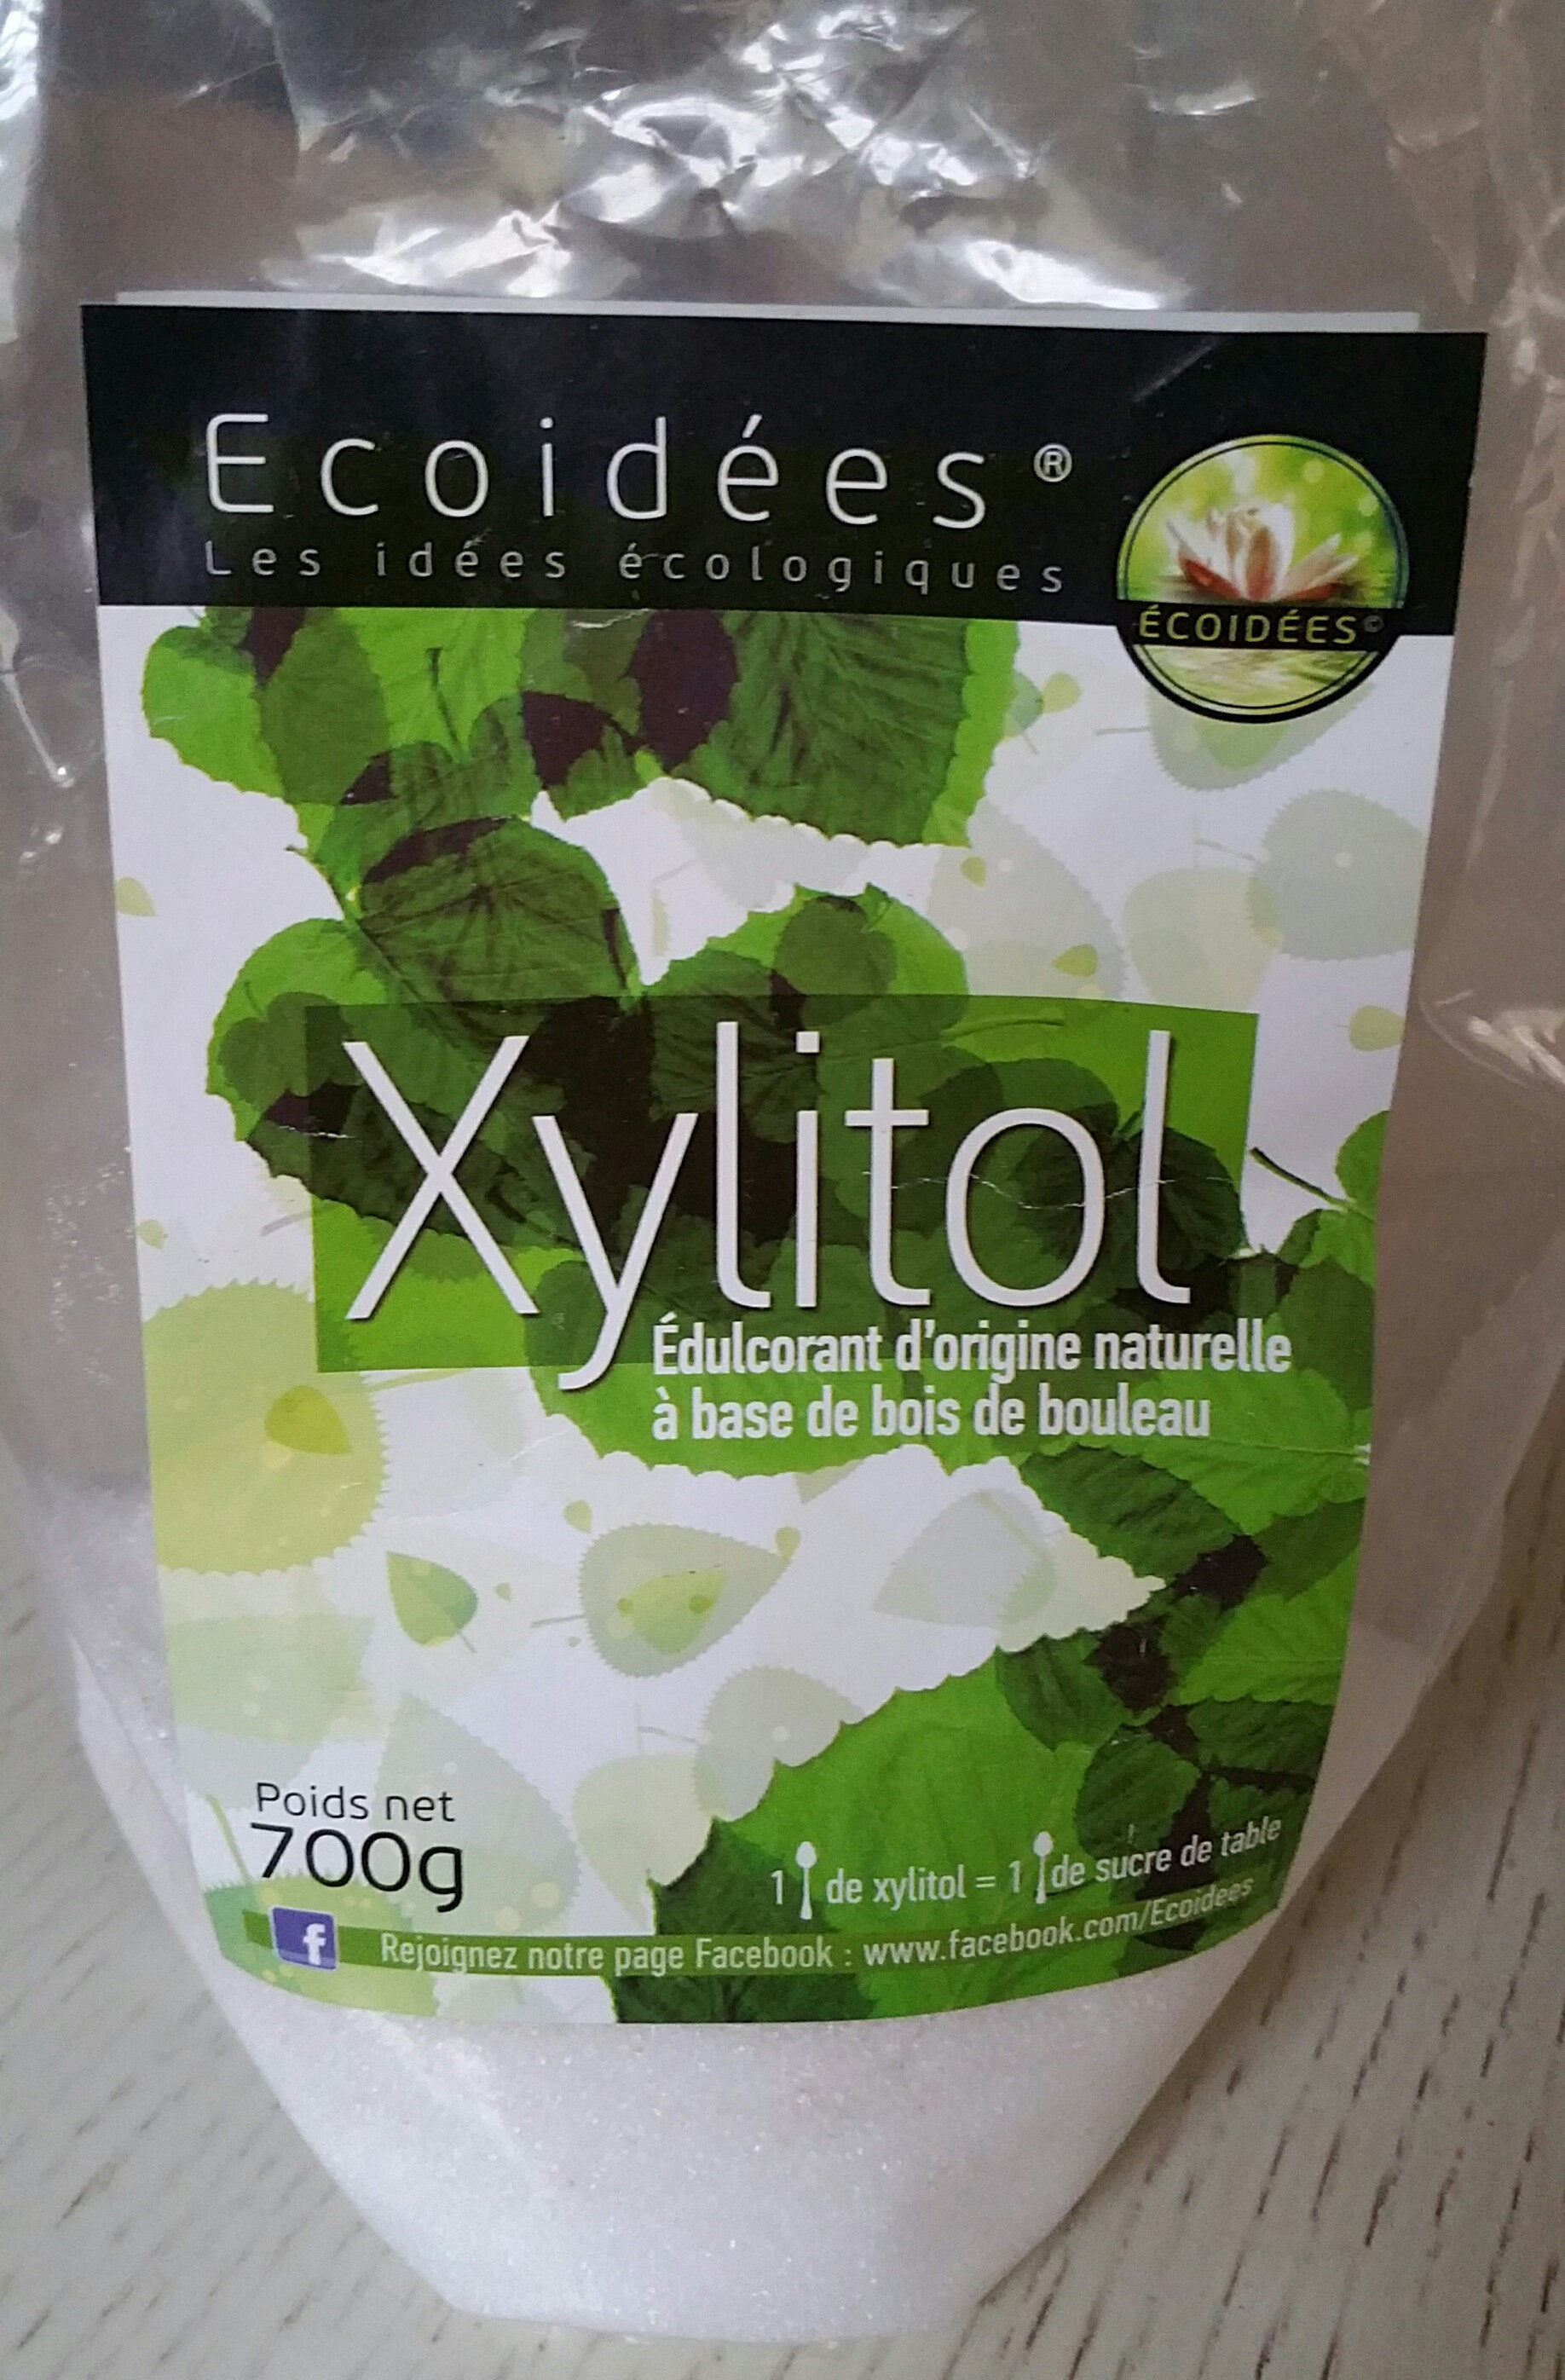 Ecoidées®
Les idées écologiques
ÉCOIDÉES©
Xylitol
Édulcorant d'origine naturelle
à base de bois de bouleau
Poids net
700g
1 de xylitol = 1 de sucre de table
f Rejoignez notre page Facebook : www.facebook.com/Ecoidees